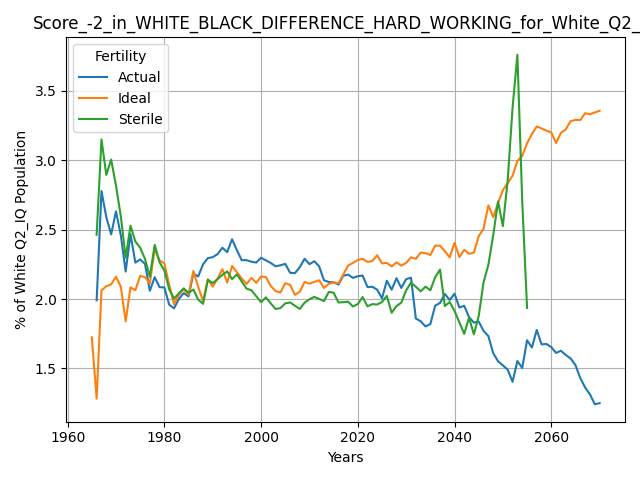 Score_-2_in_WHITE_BLACK_DIFFERENCE_HARD_WORKING_for_White_Q2_
Fertility
Actual
Ideal
Sterile
3.5
3.0
2.5
2.0
1.5
% of White Q2_IQ Population
1960 1980 2000 2020 2040 2060
Years